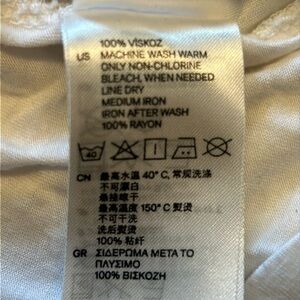 100% VİSKOZ
US MACHINE WASH WARM
ONLY NON-CHLORINE
BLEACH, WHEN NEEDED
LINE DRY
MEDIUM IRON
IRON AFTER WASH
100% RAYON
40
CN 最高水温 40° C, 常规洗涤
不可漂白
悬挂晾干
最高温度 150° C 熨烫
不可干洗
洗后熨烫
100% 粘纤
GR ΣΙΔΕΡΩΜΑ ΜΕΤΑ ΤΟ
ΠΛΥΣΙΜΟ
100% ΒΙΣΚΟΖΗ